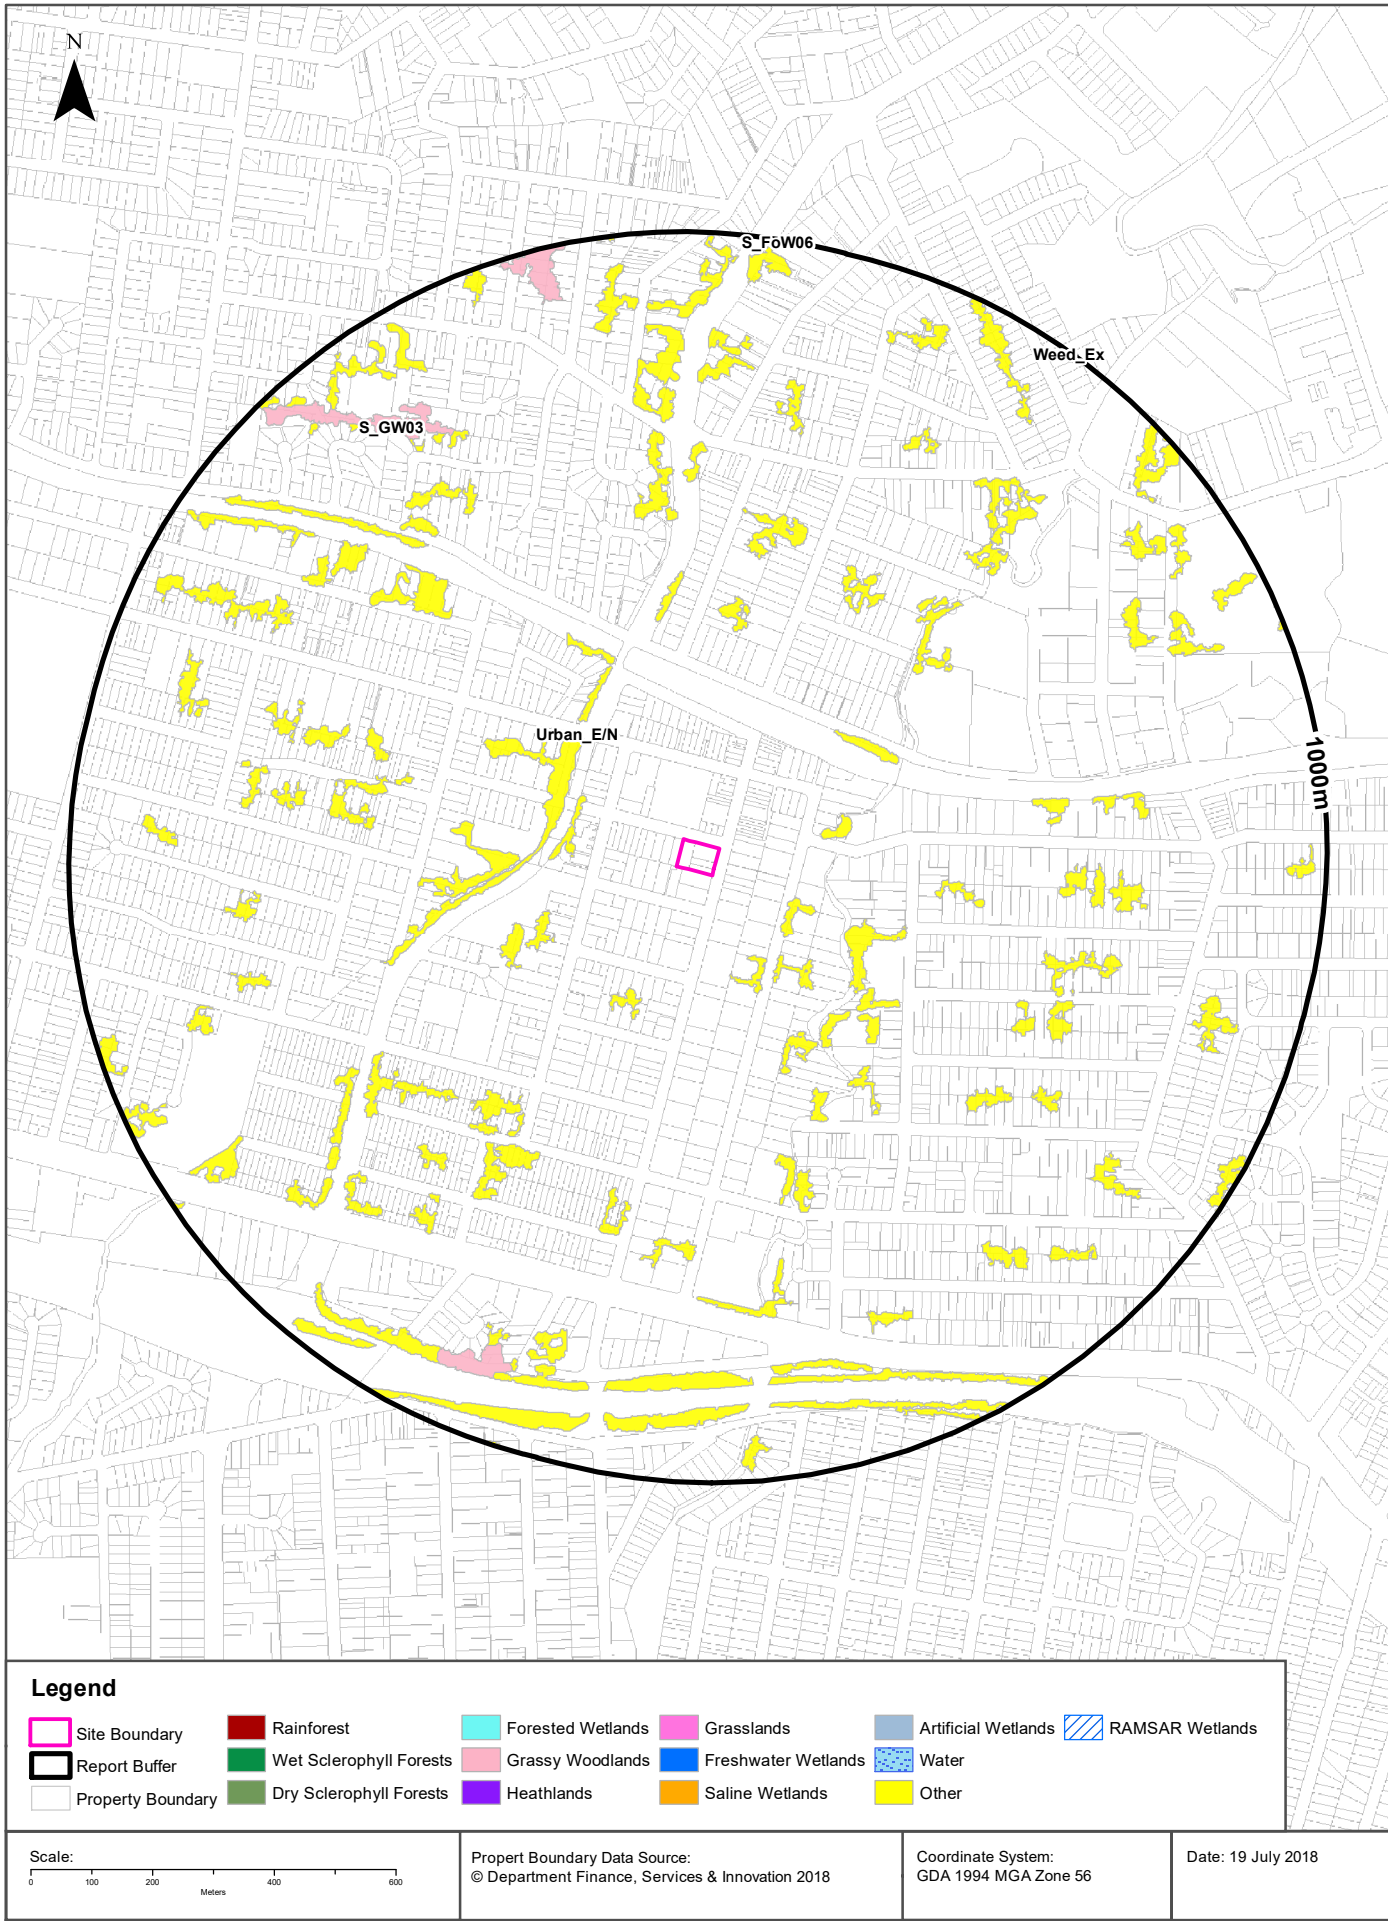 N
S_FoW06
Weed_Ex
S_GW03
Urban_E/N
1000m
Legend
Site Boundary
Report Buffer
Property Boundary
Rainforest
Wet Sclerophyll Forests
Dry Sclerophyll Forests
Forested Wetlands
Grassy Woodlands
Heathlands
Grasslands
Freshwater Wetlands
Saline Wetlands
Artificial Wetlands
Water
Other
RAMSAR Wetlands
Scale:
0 100 200 400 600
Meters
Propert Boundary Data Source:
© Department Finance, Services & Innovation 2018
Coordinate System:
GDA 1994 MGA Zone 56
Date: 19 July 2018